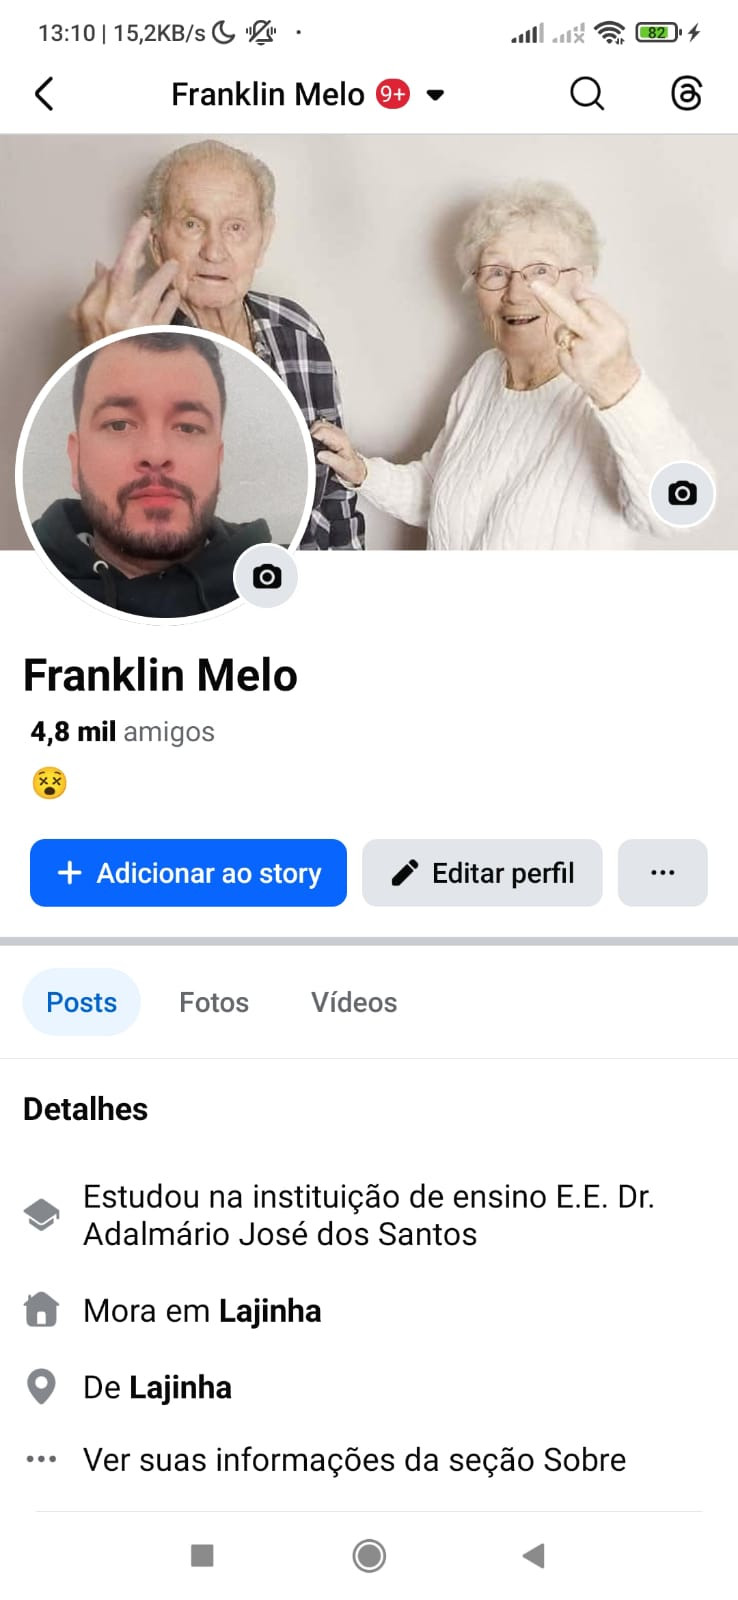 13:10 | 15,2KB/s
82
Franklin Melo 9+
Franklin Melo
4,8 mil amigos
+ Adicionar ao story
Editar perfil
Posts
Fotos
Vídeos
Detalhes
Estudou na instituição de ensino E.E. Dr.
Adalmário José dos Santos
Mora em Lajinha
De Lajinha
Ver suas informações da seção Sobre